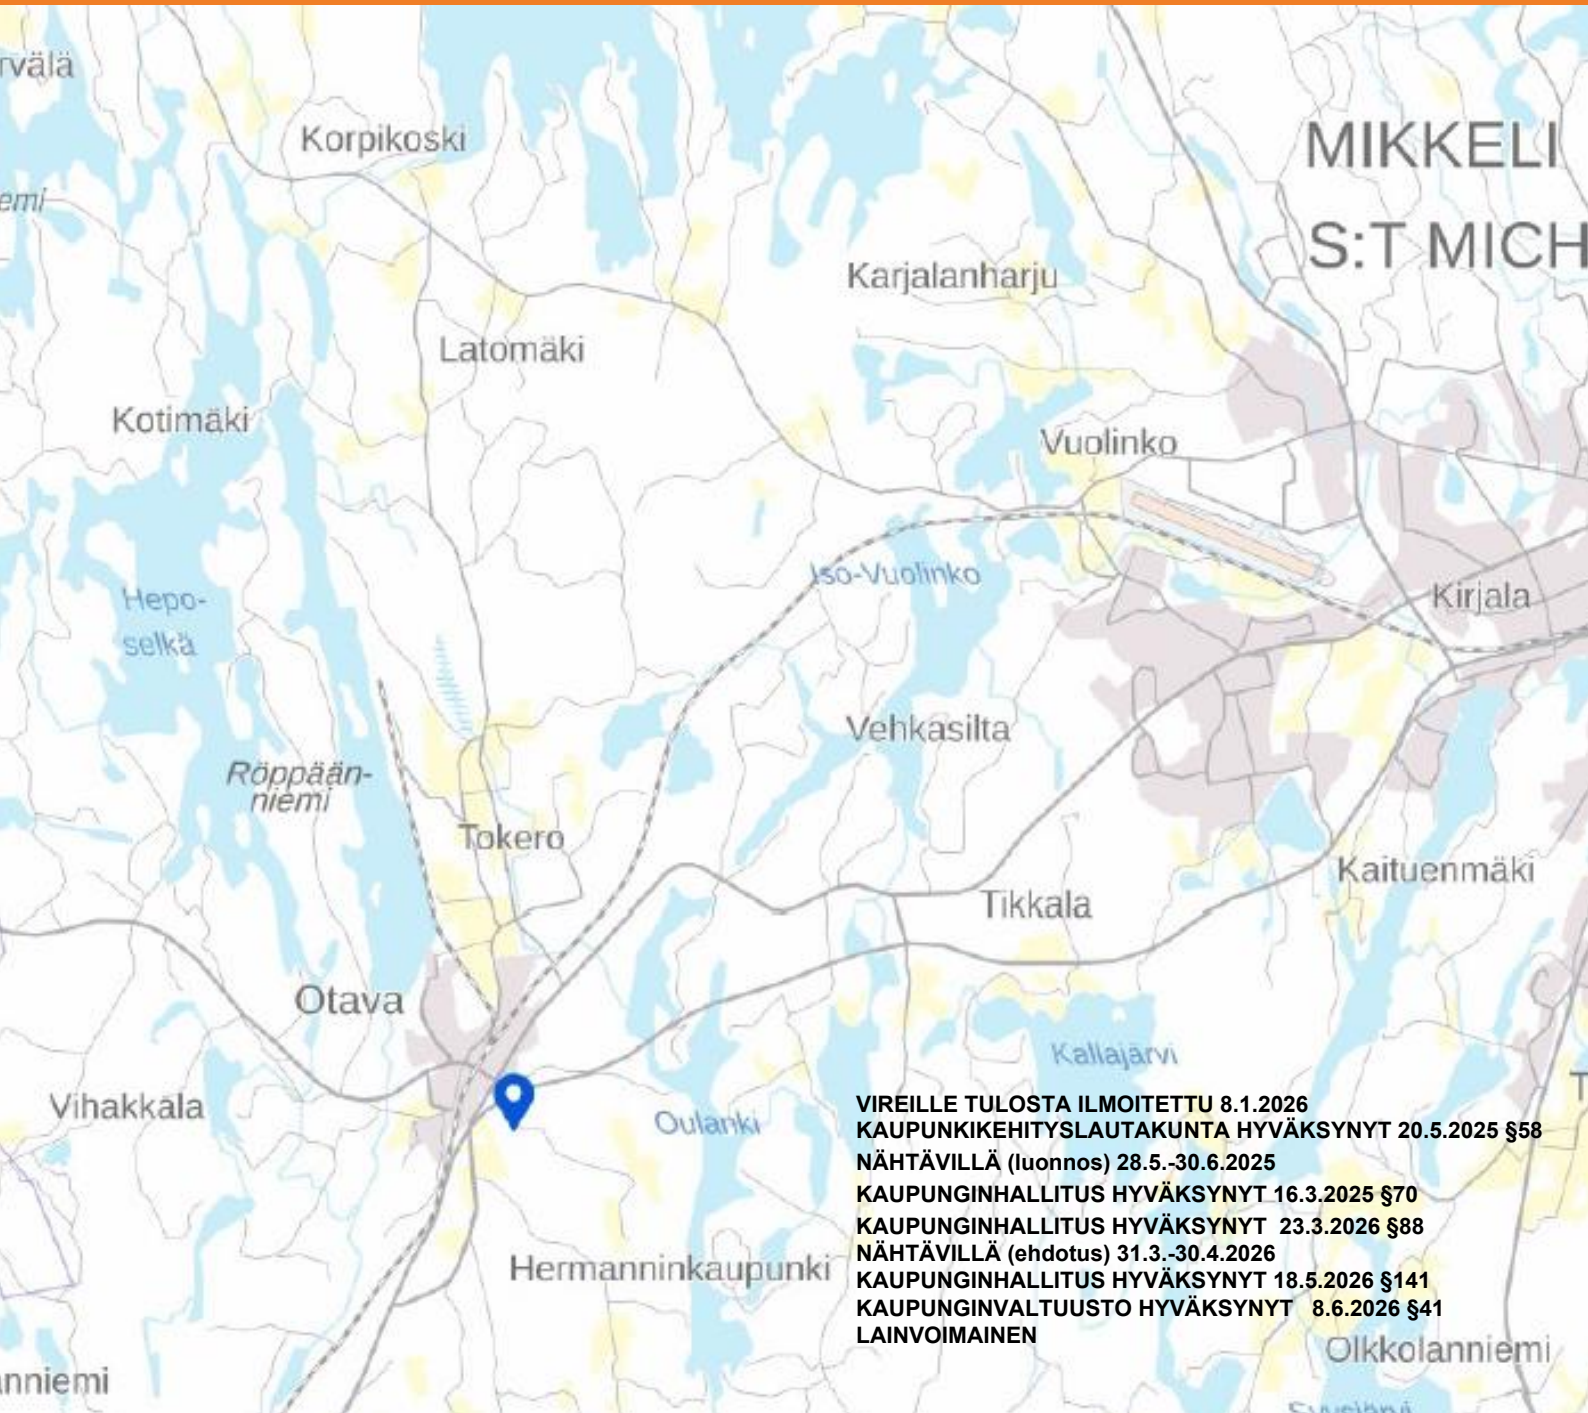 rvälä
Korpikoski
MIKKELI
emi
S:T MICH
Karjalanharju
Latomäki
Kotimäki
Vuolinko
Iso-Vuolinko
Hepo-
selkä
Kirjala
Vehkasilta
Röppään-
niemi
Tokero
Kaituenmäki
Tikkala
Otava
Kallajärvi
Vihakkala
Oulanki
VIREILLE TULOSTA ILMOITETTU 8.1.2026
KAUPUNKIKEHITYSLAUTAKUNTA HYVÄKSYNYT 20.5.2025 §58
NÄHTÄVILLÄ (luonnos) 28.5.-30.6.2025
KAUPUNGINHALLITUS HYVÄKSYNYT 16.3.2025 §70
KAUPUNGINHALLITUS HYVÄKSYNYT 23.3.2026 §88
NÄHTÄVILLÄ (ehdotus) 31.3.-30.4.2026
KAUPUNGINHALLITUS HYVÄKSYNYT 18.5.2026 §141
KAUPUNGINVALTUUSTO HYVÄKSYNYT 8.6.2026 §41
LAINVOIMAINEN
Hermanninkaupunki
Olkkolanniemi
anniemi